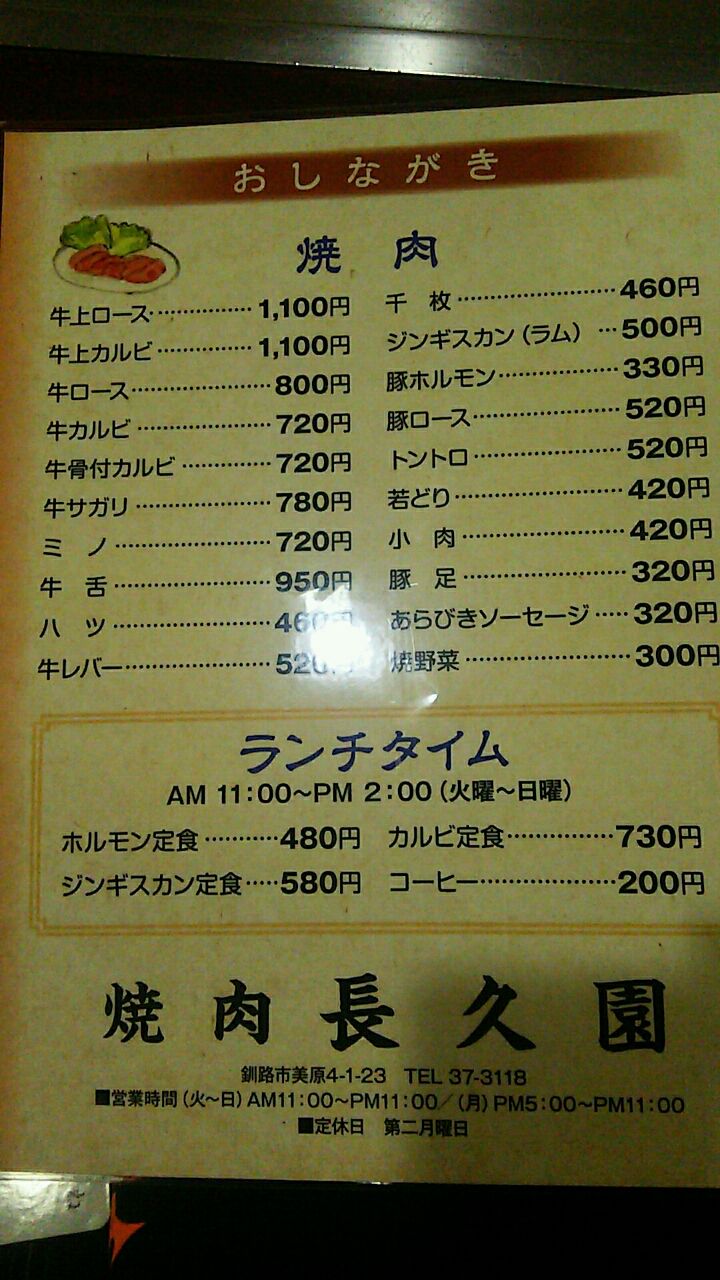 おしながき
焼 肉
牛上ロース……………1,100円
牛上カルビ……………1,100円
牛ロース…………………800円
牛カルビ…………………720円
牛骨付カルビ……………720円
牛サガリ…………………780円
ミ ノ……………………720円
牛 舌……………………950円
ハ ツ……………………460円
牛レバー…………………520円
千 枚……………………460円
ジンギスカン(ラム)…500円
豚ホルモン………………330円
豚ロース…………………520円
トントロ…………………520円
若どり……………………420円
小 肉……………………420円
豚 足……………………320円
あらびきソーセージ……320円
焼野菜……………………300円
ランチタイム
AM 11:00〜PM 2:00(火曜〜日曜)
ホルモン定食…………480円 カルビ定食……………730円
ジンギスカン定食……580円 コーヒー………………200円
焼肉長久園
釧路市美原4-1-23 TEL 37-3118
■営業時間(火〜日)AM11:00〜PM11:00/(月)PM5:00〜PM11:00
■定休日 第二月曜日